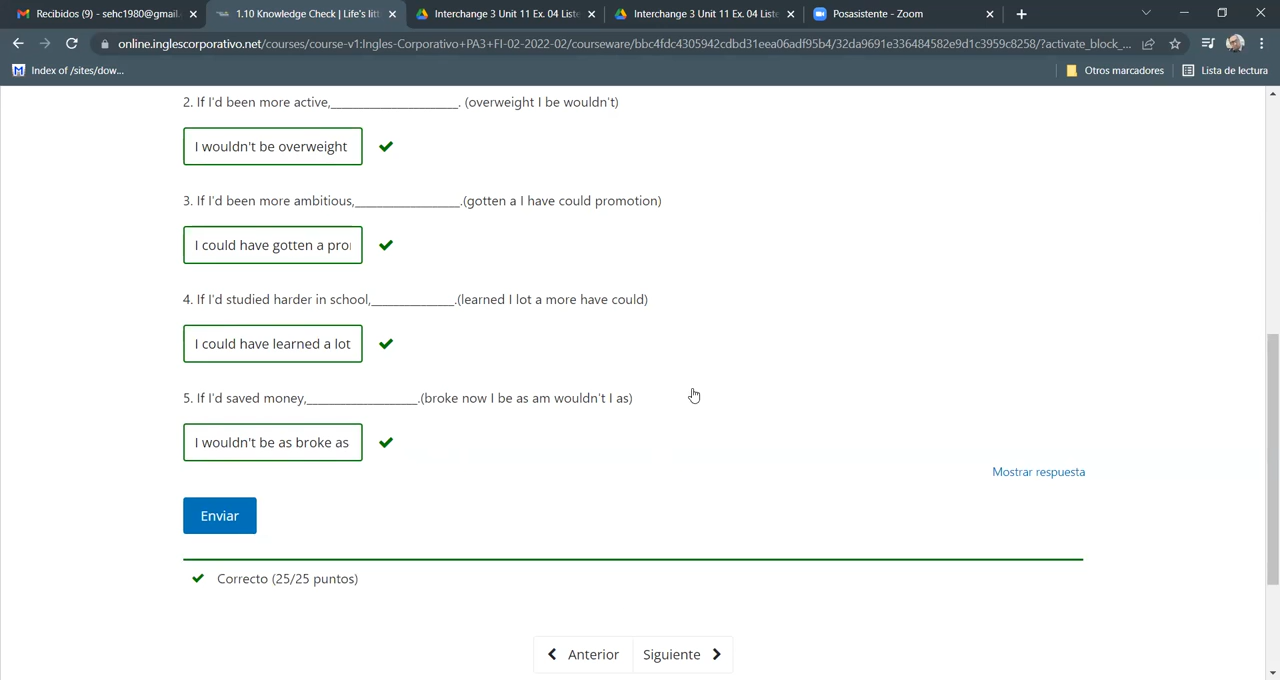 Recibidos (9) - sehc1980@gmail.
1.10 Knowledge Check | Life's litt
Interchange 3 Unit 11 Ex. 04 Liste
Interchange 3 Unit 11 Ex. 04 Liste
Posasistente - Zoom
online.inglescorporativo.net/courses/course-v1:Ingles-Corporativo+PA3+FI-02-2022-02/courseware/bbc4fdc4305942cdbd31eea06adf95b4/32da9691e336484582e9d1c3959c8258/?activate_block_...
Index of /sites/dow...
Otros marcadores
Lista de lectura
2. If I'd been more active,____________________. (overweight I be wouldn't)
I wouldn't be overweight
3. If I'd been more ambitious,_________________.(gotten a I have could promotion)
I could have gotten a pro
4. If I'd studied harder in school,_____________.(learned I lot a more have could)
I could have learned a lot
5. If I'd saved money,__________________.(broke now I be as am wouldn't I as)
I wouldn't be as broke as
Mostrar respuesta
Enviar
Correcto (25/25 puntos)
Anterior
Siguiente